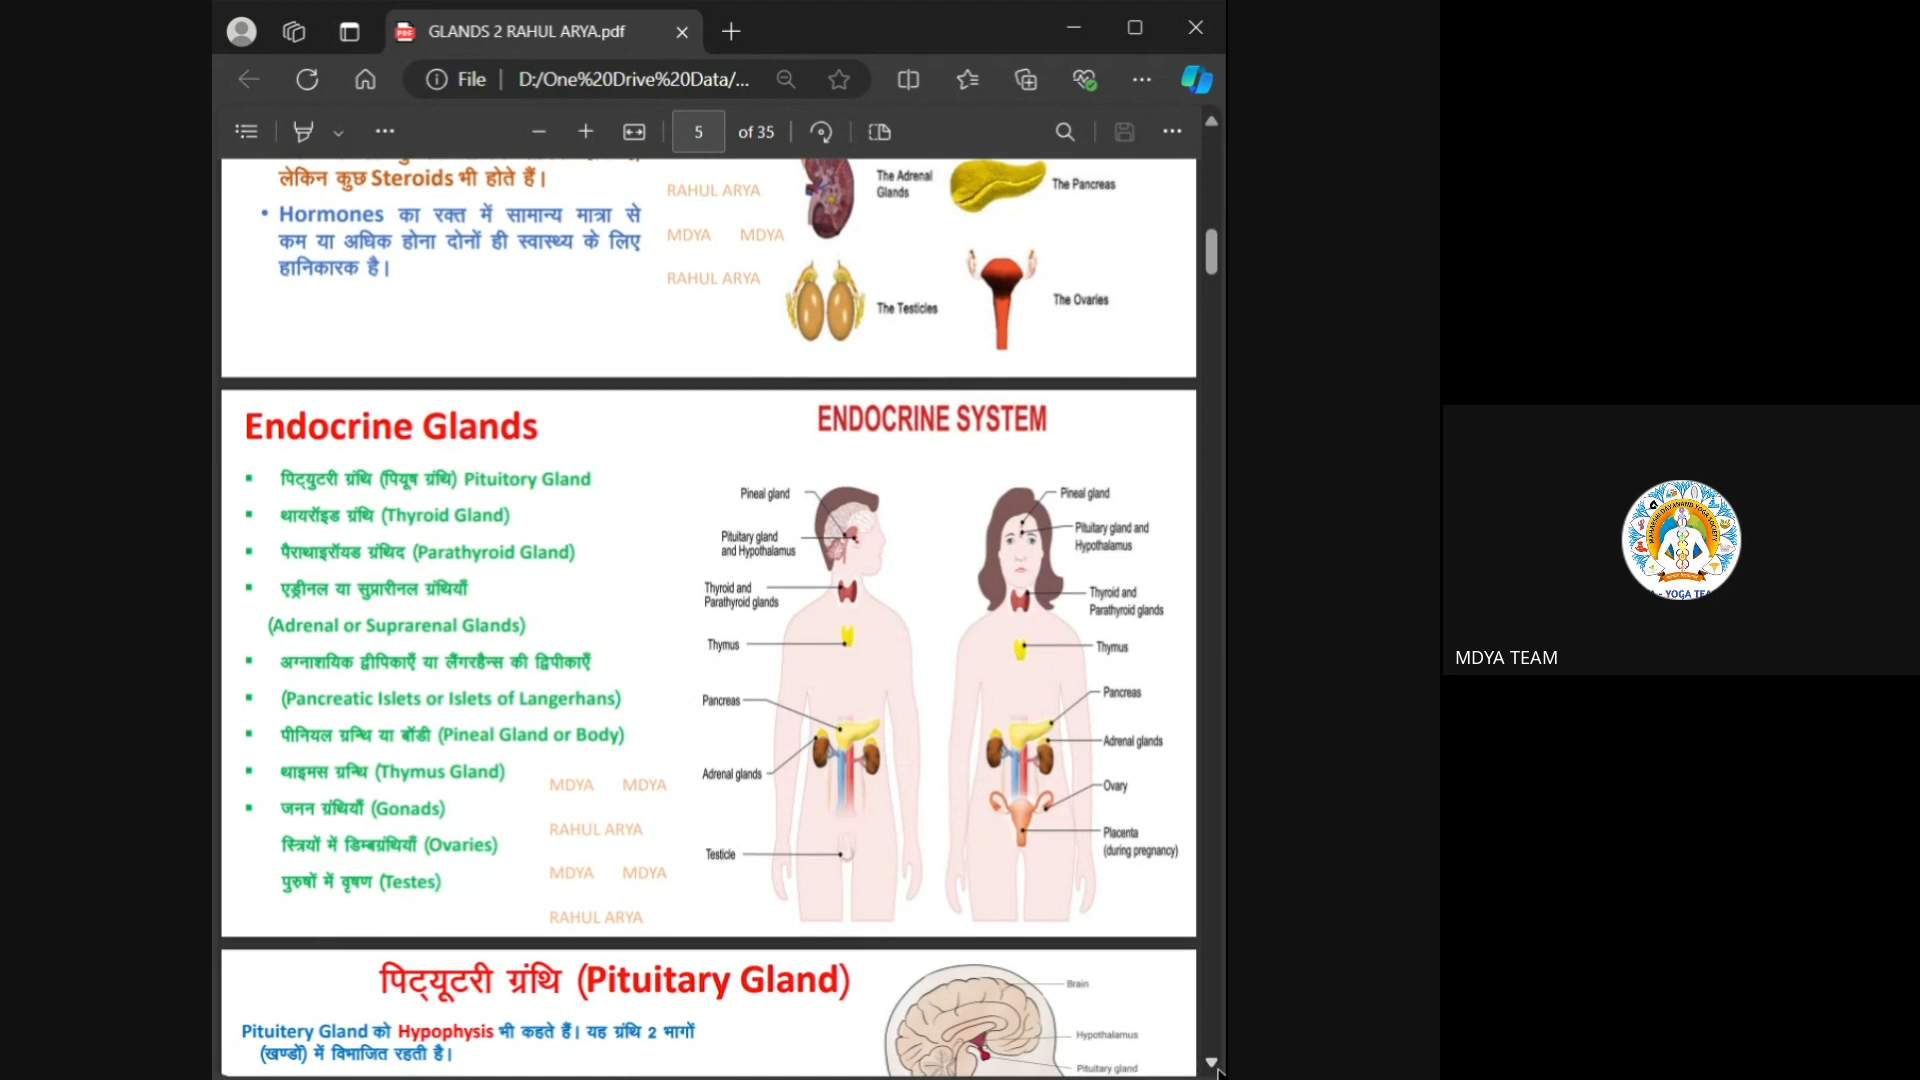 GLANDS 2 RAHUL ARYA.pdf
File
D:/One%20Drive%20Data/...
5 of 35
लेकिन कुछ Steroids भी होते हैं।
• Hormones का रक्त में सामान्य मात्रा से
कम या अधिक होना दोनों ही स्वास्थ्य के लिए
हानिकारक है।
RAHUL ARYA
MDYA MDYA
RAHUL ARYA
The Adrenal
Glands
The Pancreas
The Testicles
The Ovaries
Endocrine Glands
▪ पिट्युटरी ग्रंथि (पियूष ग्रंथि) Pituitory Gland
▪ थायरॉइड ग्रंथि (Thyroid Gland)
▪ पैराथाइरॉयड ग्रंथिद (Parathyroid Gland)
▪ एड्रीनल या सुप्रारीनल ग्रंथियाँ
(Adrenal or Suprarenal Glands)
▪ अग्नाशयिक द्वीपिकाएँ या लैंगरहैन्स की द्विपीकाएँ
▪ (Pancreatic Islets or Islets of Langerhans)
▪ पीनियल ग्रन्थि या बॉडी (Pineal Gland or Body)
▪ थाइमस ग्रन्थि (Thymus Gland)
▪ जनन ग्रंथियाँ (Gonads)
स्त्रियों में डिम्बग्रंथियाँ (Ovaries)
पुरुषों में वृषण (Testes)
MDYA MDYA
RAHUL ARYA
MDYA MDYA
RAHUL ARYA
ENDOCRINE SYSTEM
Pineal gland
Pituitary gland
and Hypothalamus
Thyroid and
Parathyroid glands
Thymus
Pancreas
Adrenal glands
Testicle
Pineal gland
Pituitary gland and
Hypothalamus
Thyroid and
Parathyroid glands
Thymus
Pancreas
Adrenal glands
Ovary
Placenta
(during pregnancy)
पिट्यूटरी ग्रंथि (Pituitary Gland)
Pituitery Gland को Hypophysis भी कहते हैं। यह ग्रंथि 2 भागों
(खण्डों) में विभाजित रहती है।
Brain
Hypothalamus
Pituitary gland
MAHARSHI DAYANAND YOGA SOCIETY
MDYA TEAM